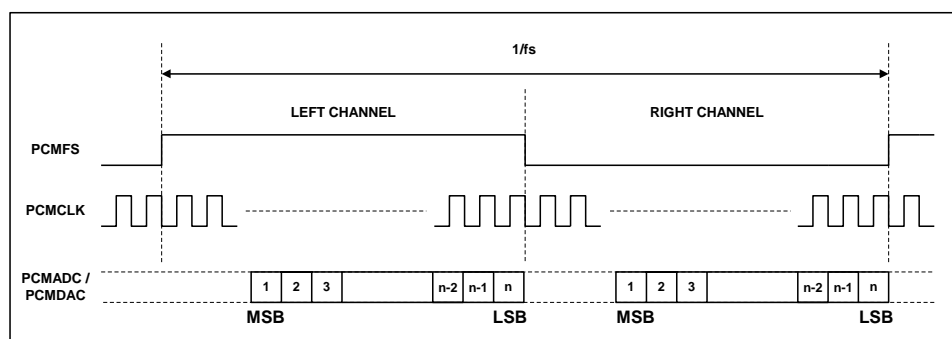 1/fs
LEFT CHANNEL RIGHT CHANNEL
PCMFS
PCMCLK
PCMADC /
PCMDAC
1 2 3 n-2 n-1 n 1 2 3 n-2 n-1 n
MSB LSB MSB LSB